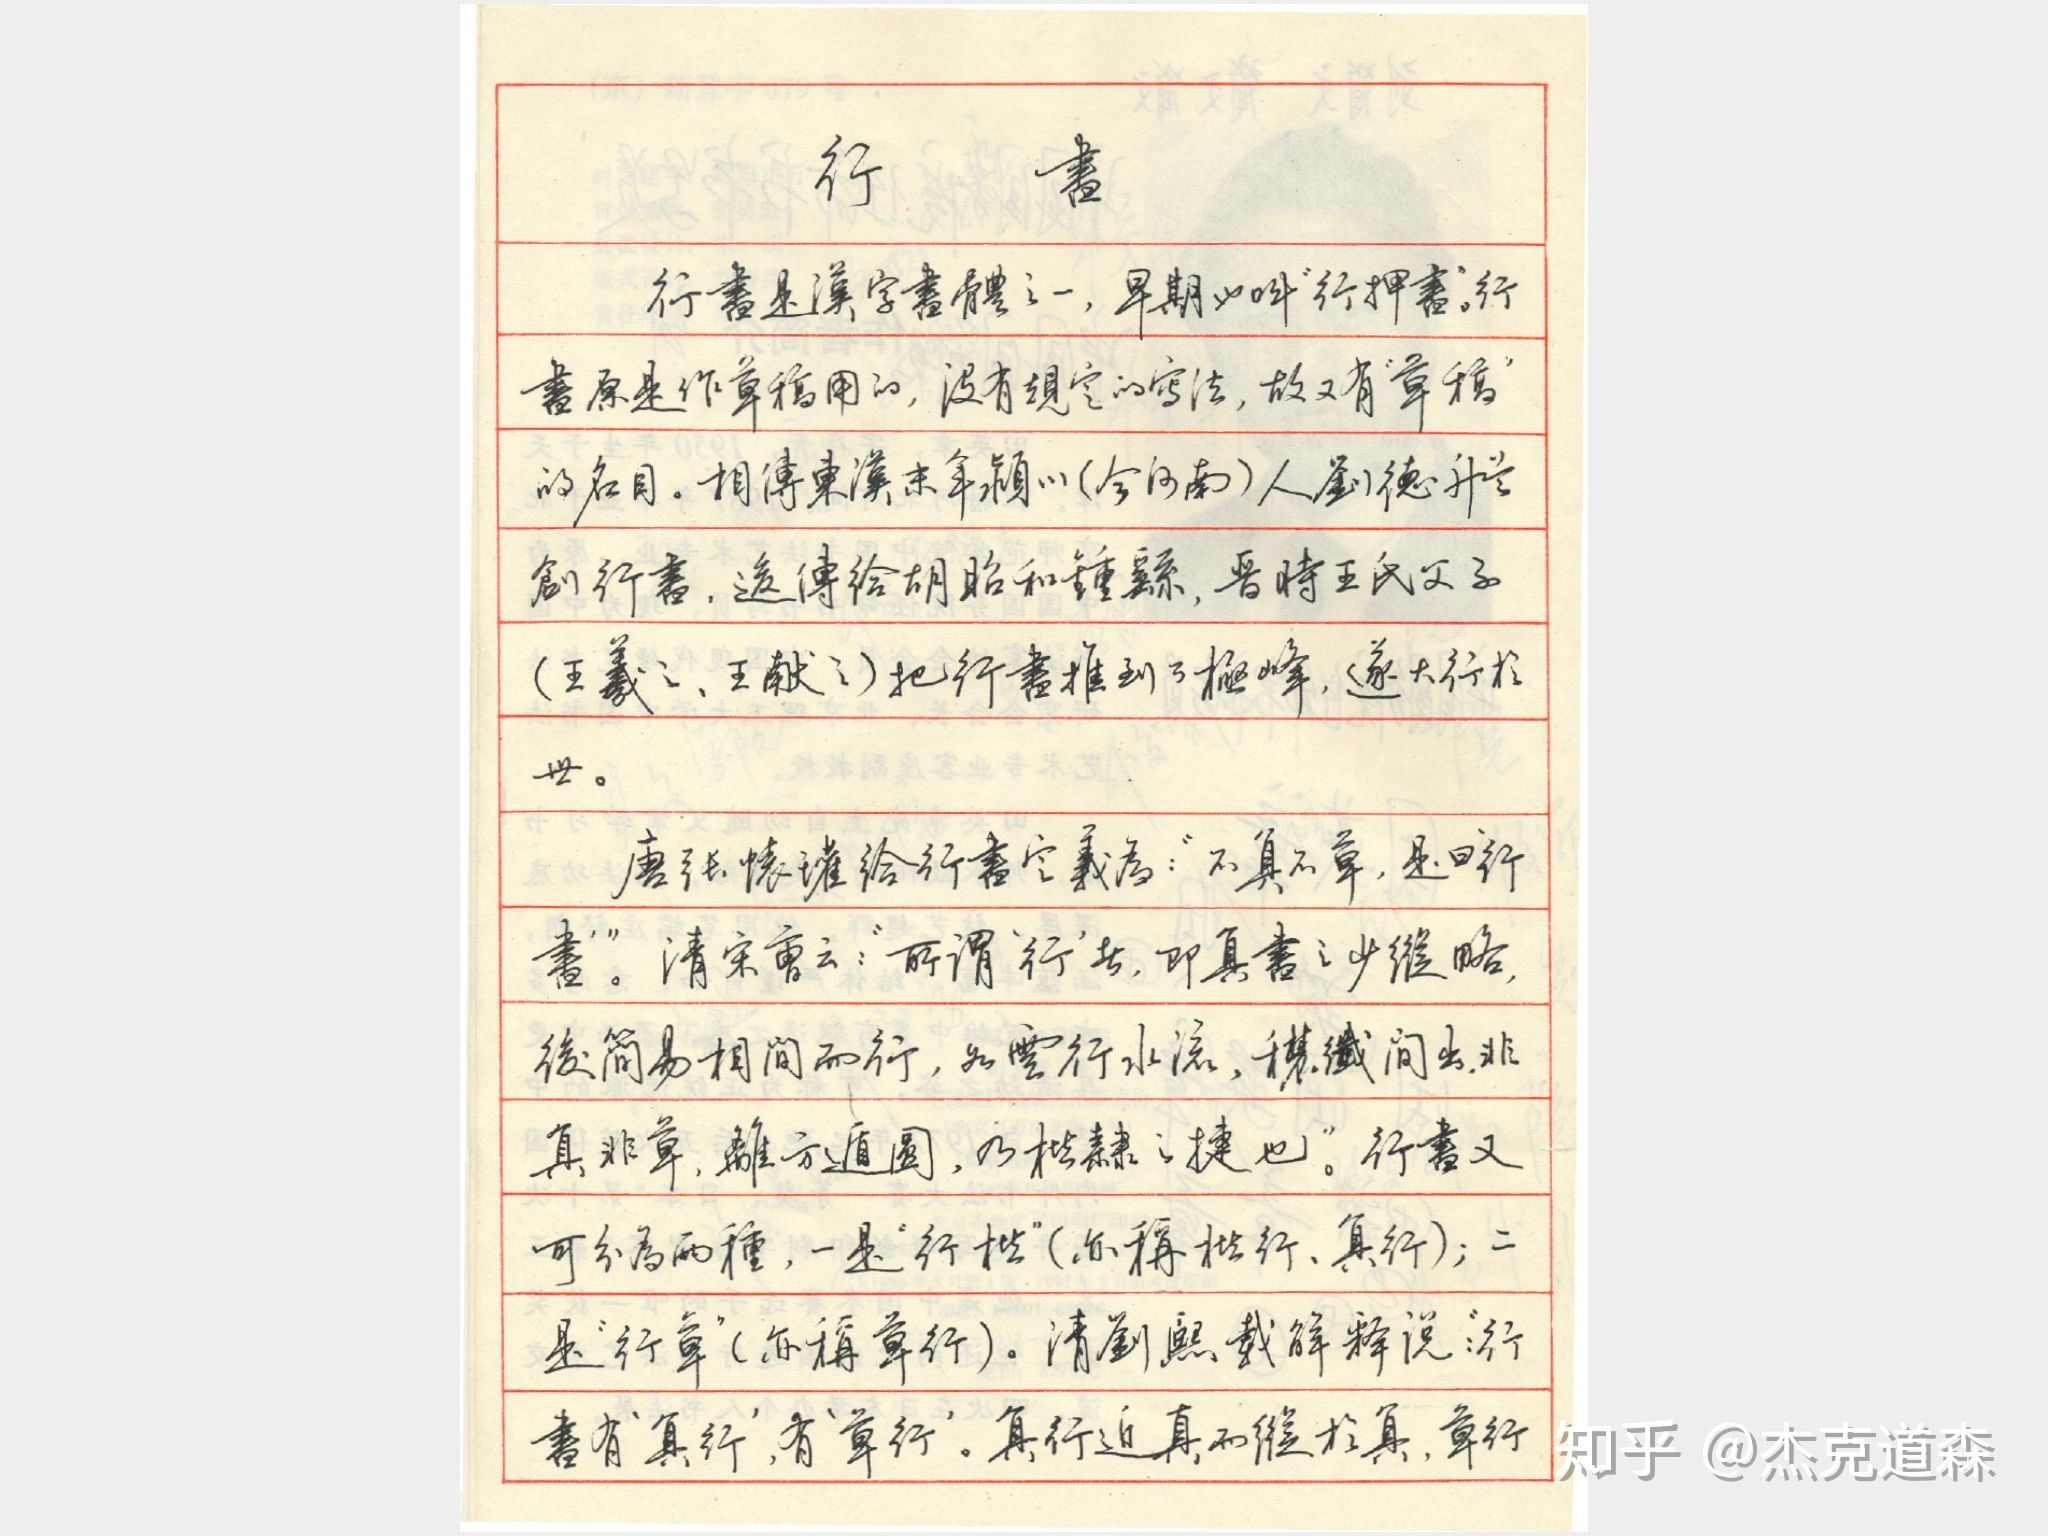 行書
行書是漢字書體之一，早期也叫“行押書”。行
書原是作草稿用的，没有規定的寫法，故又有“草稿”
的名目。相傳東漢末年潁川（今河南）人劉德升首
創行書，後傳給胡昭和鍾繇，晋時王氏父子
（王羲之、王献之）把行書推到了極峰，遂大行於
世。
唐張懷瓘給行書定義為：“不真不草，是曰‘行
書’”。清宋曹云：“所謂‘行’者，即真書之少縱略，
後簡易相間而行，如雲行水流，穠纖間出，非
真非草，離方遁圓，乃楷隸之捷也”。行書又
可分為兩種，一是“行楷”（亦稱楷行、真行）；二
是“行草”（亦稱草行）。清劉熙載解釋说：“行
書有‘真行’，有‘草行’。真行近真而縱於真，草行
知乎 @杰克道森